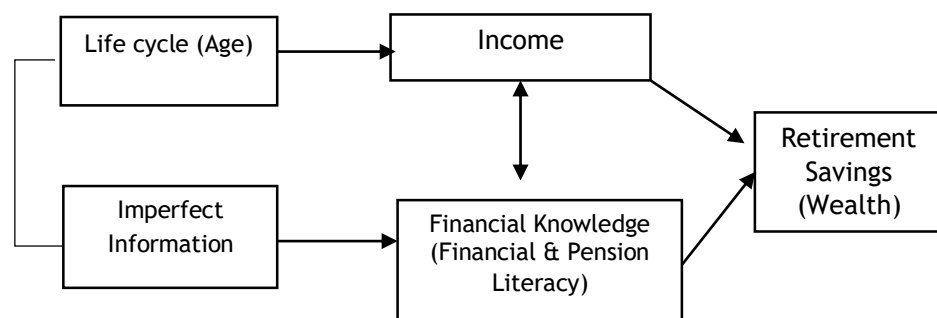 Life cycle (Age)
Income
Retirement
Savings
(Wealth)
Imperfect
Information
Financial Knowledge
(Financial & Pension
Literacy)